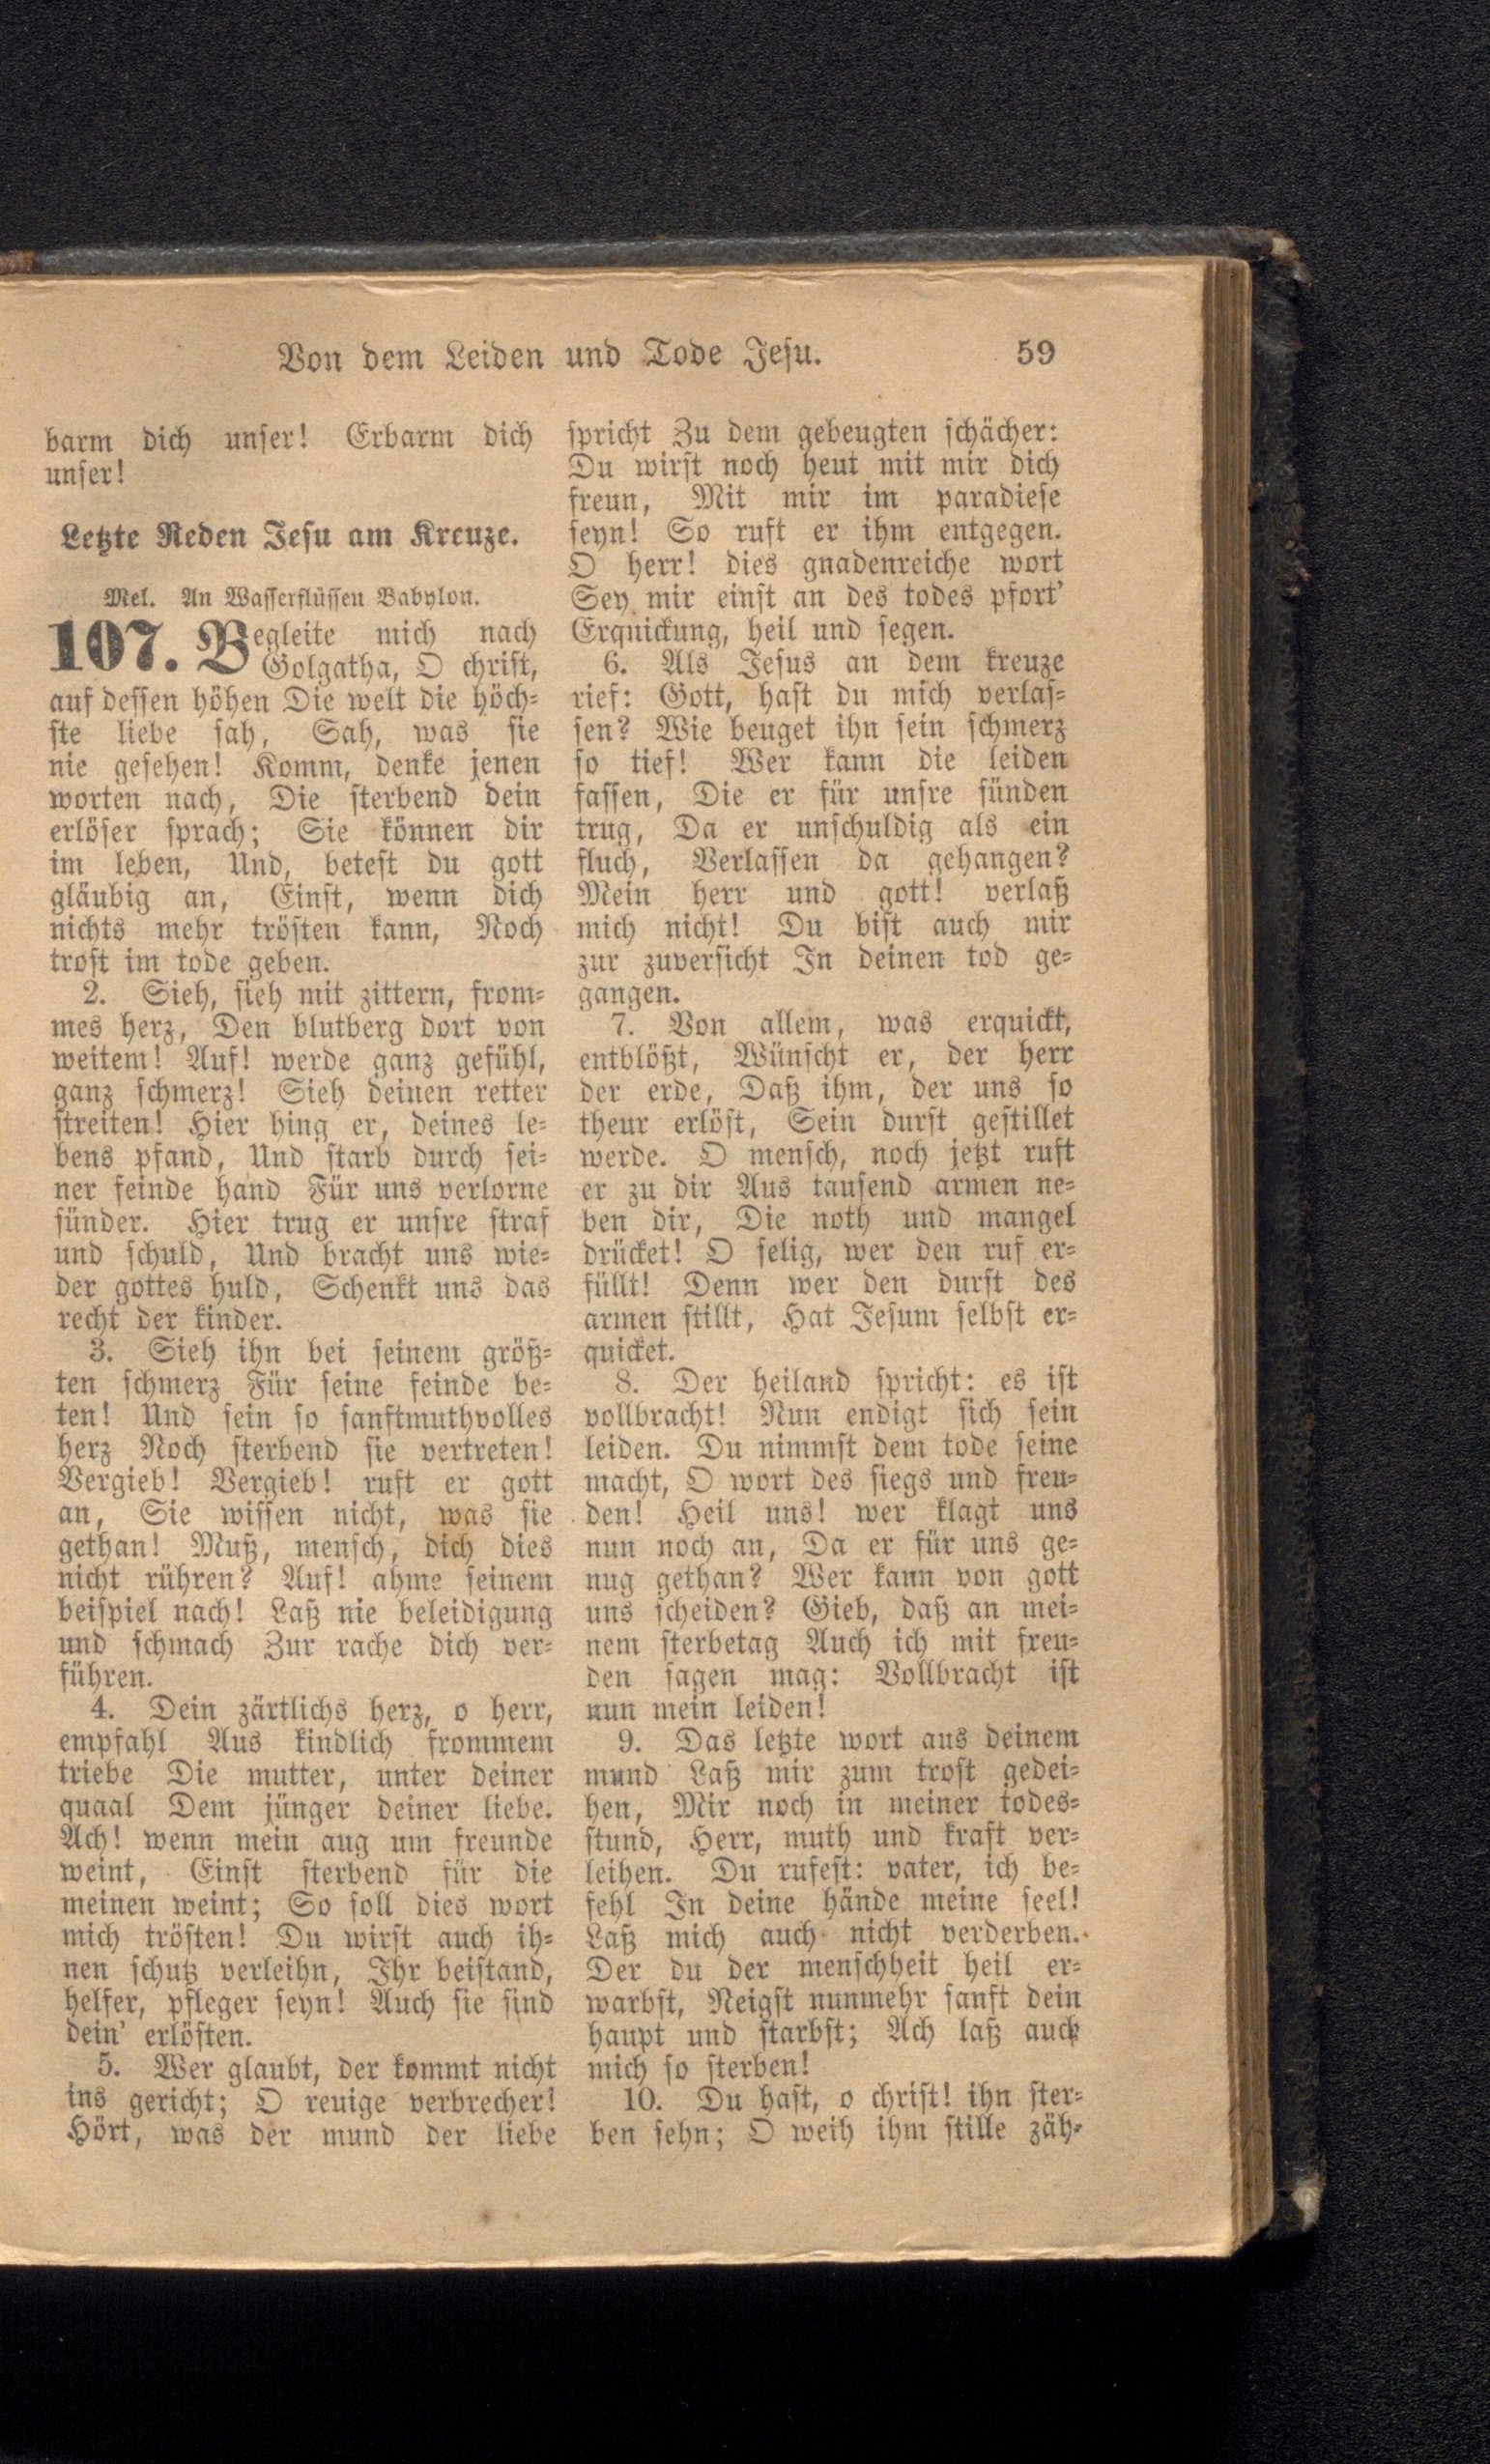 Von dem Leiden und Tode Jesu. 59
barm dich unser! Erbarm dich
unser!
Letzte Reden Jesu am Kreuze.
Mel. An Wasserflüssen Babylon.
107. Begleite mich nach
Golgatha, O christ,
auf dessen höhen Die welt die höch-
ste liebe sah, Sah, was sie
nie gesehen! Komm, denke jenen
worten nach, Die sterbend dein
erlöser sprach; Sie können dir
im leben, Und, betest du gott
gläubig an, Einst, wenn dich
nichts mehr trösten kann, Noch
trost im tode geben.
2. Sieh, sieh mit zittern, from-
mes herz, Den blutberg dort von
weitem! Auf! werde ganz gefühl,
ganz schmerz! Sieh deinen retter
streiten! Hier hing er, deines le-
bens pfand, Und starb durch sei-
ner feinde hand Für uns verlorne
sünder. Hier trug er unsre straf
und schuld, Und bracht uns wie-
der gottes huld, Schenkt uns das
recht der kinder.
3. Sieh ihn bei seinem größ-
ten schmerz Für seine feinde be-
ten! Und sein so sanftmuthvolles
herz Noch sterbend sie vertreten!
Vergieb! Vergieb! ruft er gott
an, Sie wissen nicht, was sie
gethan! Muß, mensch, dich dies
nicht rühren? Auf! ahme seinem
beispiel nach! Laß nie beleidigung
und schmach Zur rache dich ver-
führen.
4. Dein zärtlichs herz, o herr,
empfahl Aus kindlich frommem
triebe Die mutter, unter deiner
quaal Dem jünger deiner liebe.
Ach! wenn mein aug um freunde
weint, Einst sterbend für die
meinen weint; So soll dies wort
mich trösten! Du wirst auch ih-
nen schutz verleihn, Ihr beistand,
helfer, pfleger seyn! Auch sie sind
dein' erlösten.
5. Wer glaubt, der kommt nicht
ins gericht; O reuige verbrecher!
Hört, was der mund der liebe
spricht Zu dem gebeugten schächer:
Du wirst noch heut mit mir dich
freun, Mit mir im paradiese
seyn! So ruft er ihm entgegen.
O herr! dies gnadenreiche wort
Sey mir einst an des todes pfort'
Erquickung, heil und segen.
6. Als Jesus an dem kreuze
rief: Gott, hast du mich verlas-
sen? Wie beuget ihn sein schmerz
so tief! Wer kann die leiden
fassen, Die er für unsre sünden
trug, Da er unschuldig als ein
fluch, Verlassen da gehangen?
Mein herr und gott! verlaß
mich nicht! Du bist auch mir
zur zuversicht In deinen tod ge-
gangen.
7. Von allem, was erquickt,
entblößt, Wünscht er, der herr
der erde, Daß ihm, der uns so
theur erlöst, Sein durst gestillet
werde. O mensch, noch jetzt ruft
er zu dir Aus tausend armen ne-
ben dir, Die noth und mangel
drücket! O selig, wer den ruf er-
füllt! Denn wer den durst des
armen stillt, Hat Jesum selbst er-
quicket.
8. Der heiland spricht: es ist
vollbracht! Nun endigt sich sein
leiden. Du nimmst dem tode seine
macht, O wort des siegs und freu-
den! Heil uns! wer klagt uns
nun noch an, Da er für uns ge-
nug gethan? Wer kann von gott
uns scheiden? Gieb, daß an mei-
nem sterbetag Auch ich mit freu-
den sagen mag: Vollbracht ist
nun mein leiden!
9. Das letzte wort aus deinem
mund Laß mir zum trost gedei-
hen, Mir noch in meiner todes-
stund, Herr, muth und kraft ver-
leihen. Du rufest: vater, ich be-
fehl In deine hände meine seel!
Laß mich auch nicht verderben.
Der du der menschheit heil er-
warbst, Neigst nunmehr sanft dein
haupt und starbst; Ach laß auch
mich so sterben!
10. Du hast, o christ! ihn ster-
ben sehn; O weih ihm stille zäh-